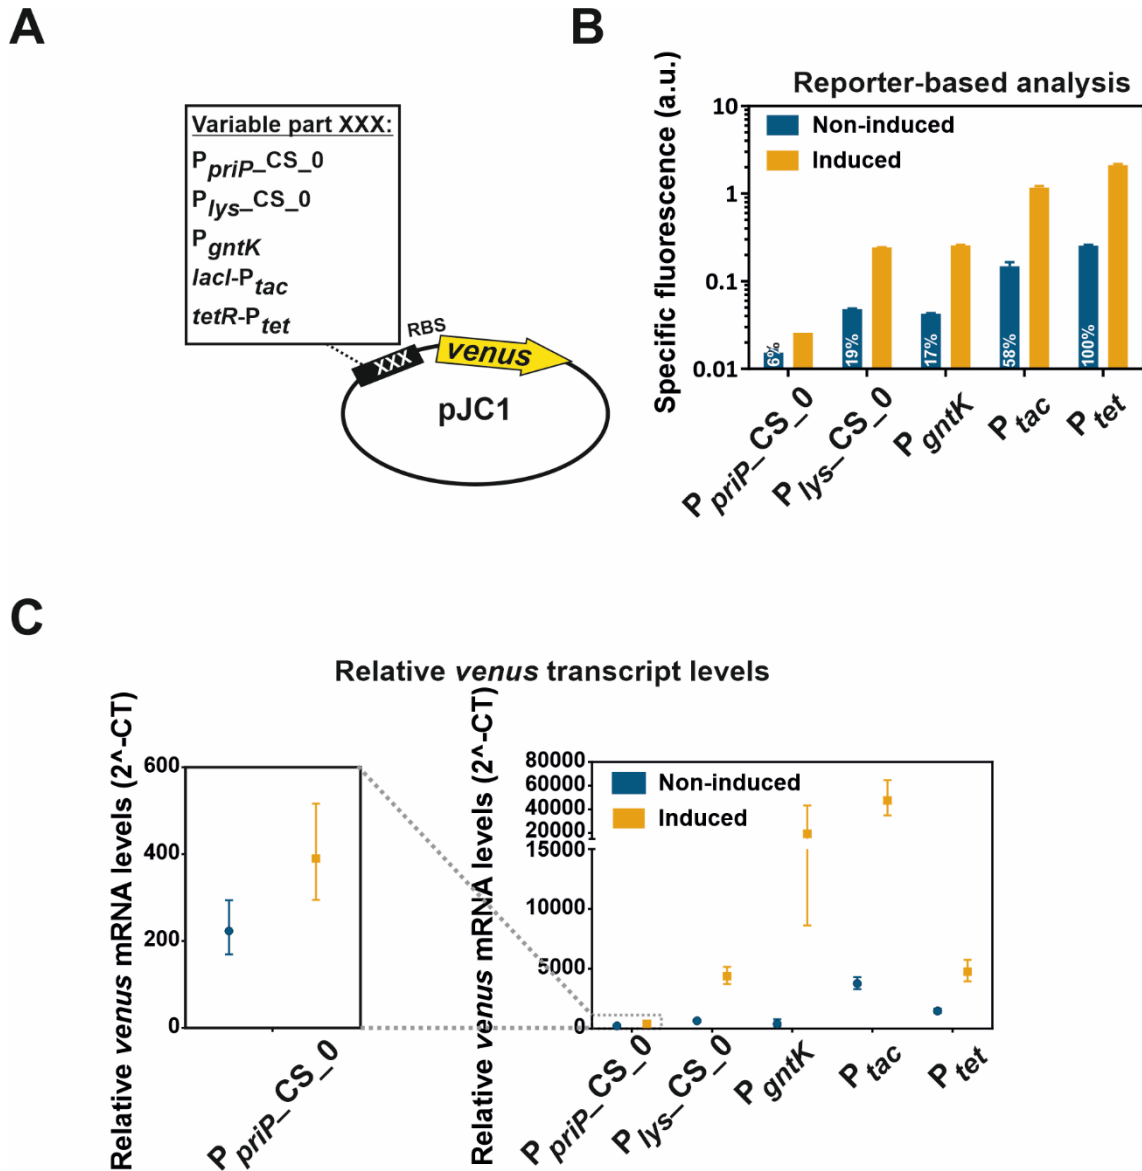 A
Variable part XXX:
PpriP_CS_0
Plys_CS_0
PgntK
lacI-Ptac
tetR-Ptet
RBS
XXX
venus
pJC1
B
Reporter-based analysis
Specific fluorescence (a.u.)
10
1
0.1
0.01
Non-induced
Induced
6%
19%
17%
58%
100%
P priP_CS_0
P lys_CS_0
P gntK
P tac
P tet
C
Relative venus transcript levels
Relative venus mRNA levels (2^-CT)
600
400
200
0
P priP_CS_0
Relative venus mRNA levels (2^-CT)
80000
60000
40000
20000
15000
10000
5000
0
Non-induced
Induced
P priP_CS_0
P lys_CS_0
P gntK
P tac
P tet